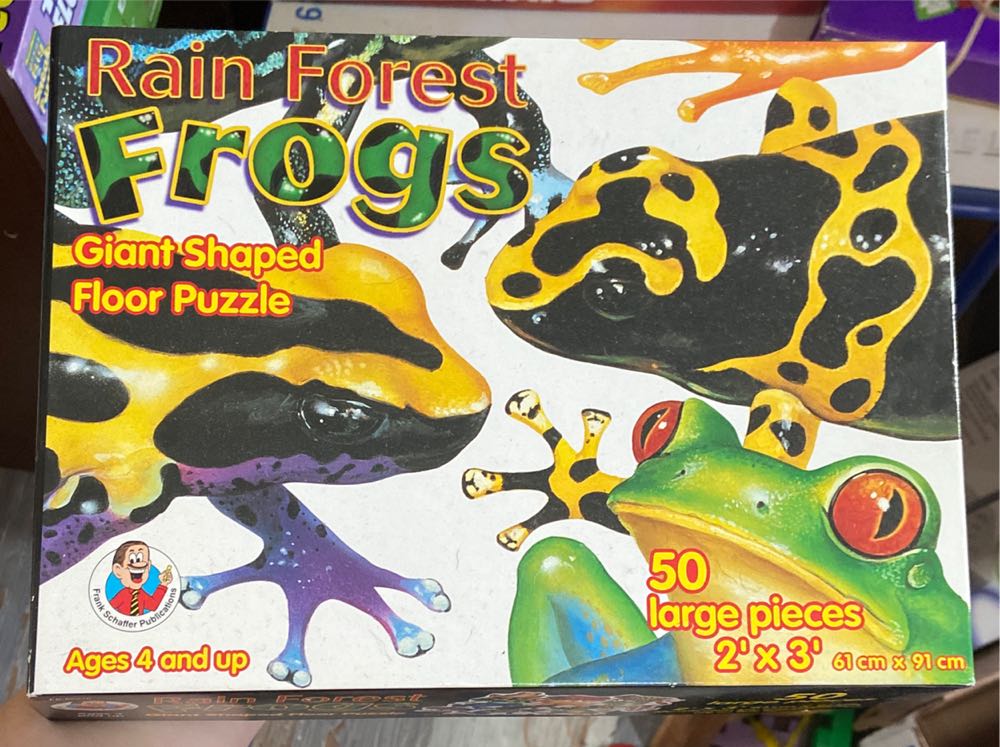 Rain Forest
Frogs
Giant Shaped
Floor Puzzle
Frank Schaffer Publications
50
large pieces
2' x 3' 61 cm x 91 cm
Ages 4 and up
Rain Forest
50
Giant Shaped Floor Puzzle